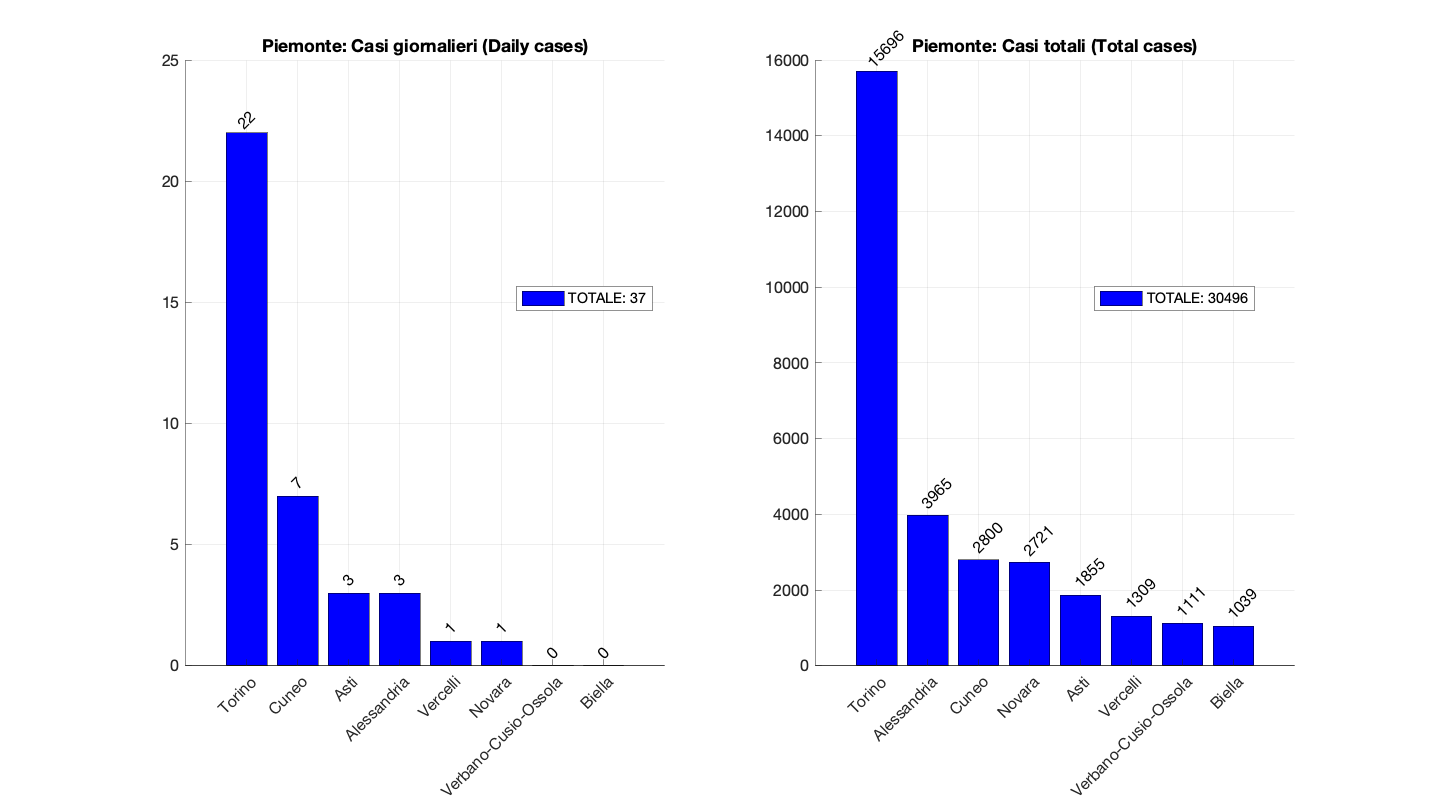 Piemonte: Casi giornalieri (Daily cases)
25
20
15
10
5
0
22
7
3
3
1
1
0
0
TOTALE: 37
Torino
Cuneo
Asti
Alessandria
Vercelli
Novara
Verbano-Cusio-Ossola
Biella
Piemonte: Casi totali (Total cases)
16000
14000
12000
10000
8000
6000
4000
2000
0
15696
3965
2800
2721
1855
1309
1111
1039
TOTALE: 30496
Torino
Alessandria
Cuneo
Novara
Asti
Vercelli
Verbano-Cusio-Ossola
Biella